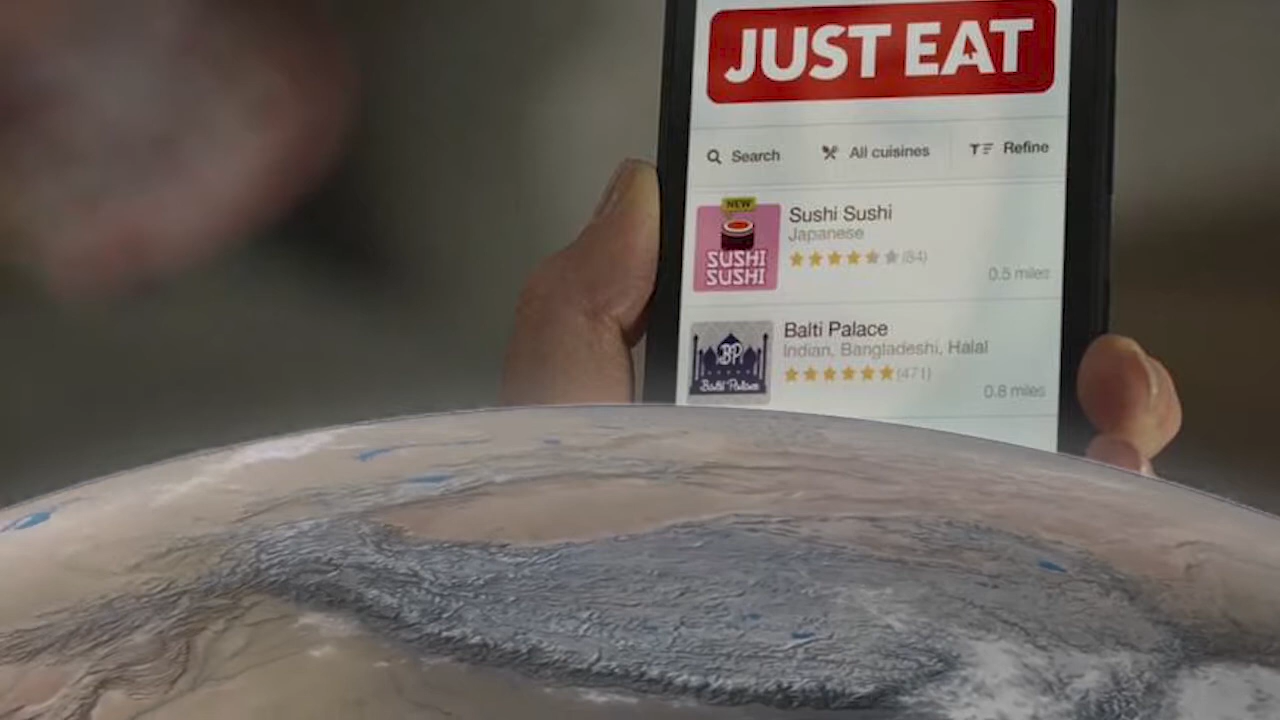 JUST EAT
Search
All cuisines
Refine
NEW
Sushi Sushi
Japanese
SUSHI
SUSHI
(84)
0.5 miles
Balti Palace
Indian, Bangladeshi, Halal
BP
Balti Palace
(471)
0.8 miles